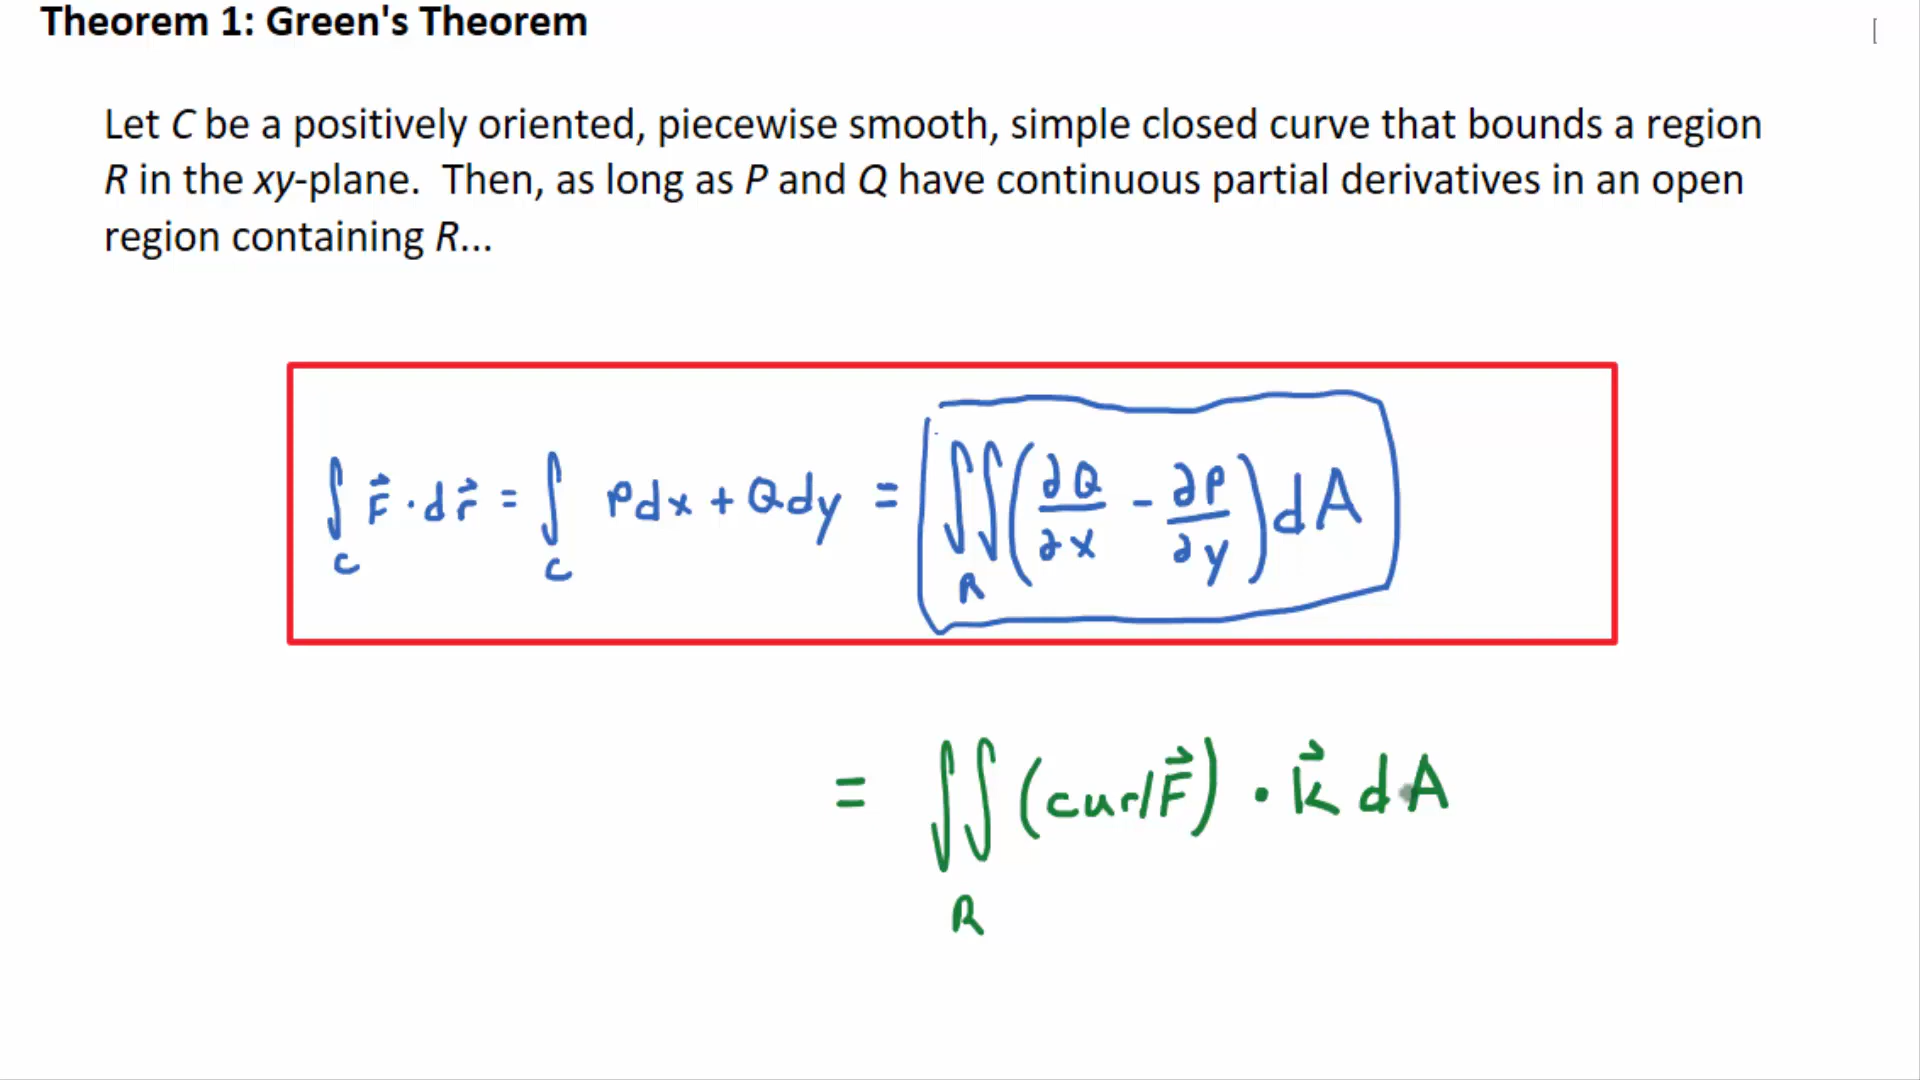 Theorem 1: Green's Theorem
Let C be a positively oriented, piecewise smooth, simple closed curve that bounds a region
R in the xy-plane.  Then, as long as P and Q have continuous partial derivatives in an open
region containing R...
∫_C F⃗ · dr⃗ = ∫_C Pdx + Qdy = ∬_R (∂Q/∂x - ∂P/∂y) dA
= ∬_R (curl F⃗) · k⃗ dA